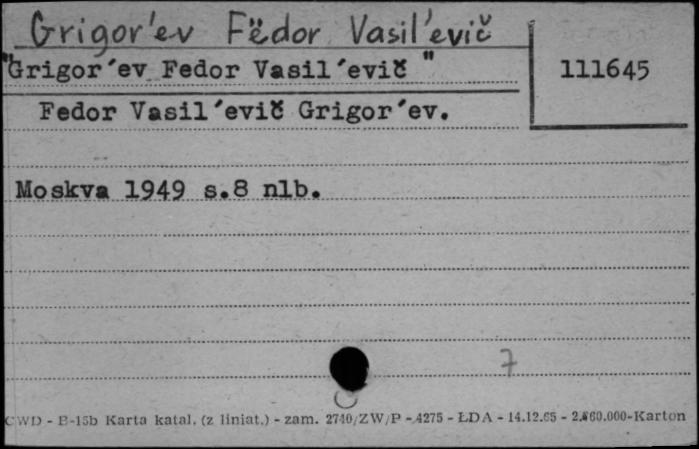 Grigor'ev Fëdor Vasil'evič
"Grigor´ev Fedor Vasil´evič"
111645
Fedor Vasil´evič Grigor´ev.
Moskva 1949 s.8 nlb.
7
CWD - B-15b Karta katal. (z liniat.) - zam. 2740/ZW/P - 4275 - ŁDA - 14.12.65 - 2.860.000-Karton